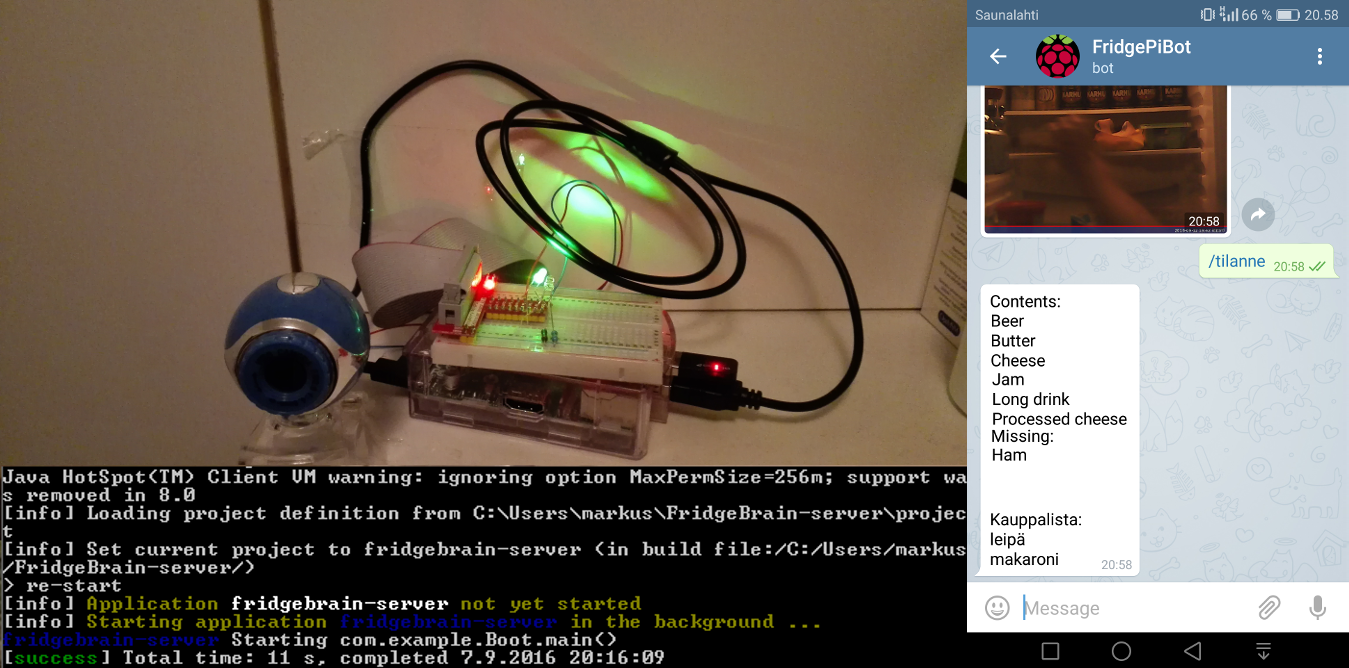 Java HotSpot(TM) Client VM warning: ignoring option MaxPermSize=256m; support wa
s removed in 8.0
[info] Loading project definition from C:\Users\markus\FridgeBrain-server\projec
t
[info] Set current project to fridgebrain-server (in build file:/C:/Users/markus
/FridgeBrain-server/)
> re-start
[info] Application fridgebrain-server not yet started
[info] Starting application fridgebrain-server in the background ...
fridgebrain-server Starting com.example.Boot.main()
[success] Total time: 11 s, completed 7.9.2016 20:16:09
Saunalahti
H 66 % 20.58
FridgePiBot
bot
20:58
/tilanne 20:58
Contents:
Beer
Butter
Cheese
Jam
Long drink
Processed cheese
Missing:
Ham
Kauppalista:
leipä
makaroni
20:58
Message